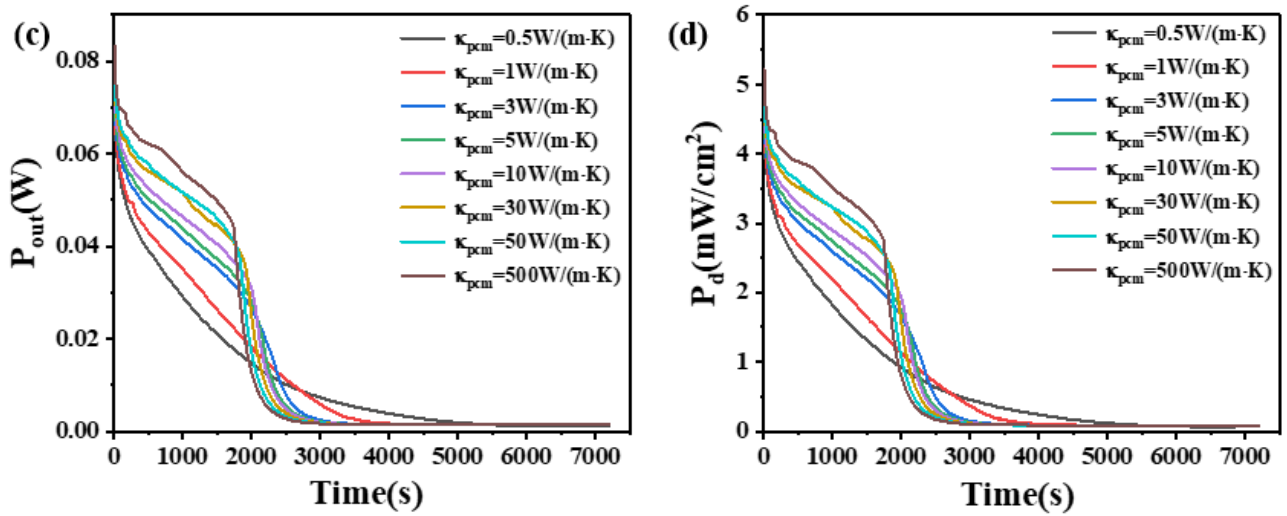 (c)
κpcm=0.5W/(m·K)
κpcm=1W/(m·K)
κpcm=3W/(m·K)
κpcm=5W/(m·K)
κpcm=10W/(m·K)
κpcm=30W/(m·K)
κpcm=50W/(m·K)
κpcm=500W/(m·K)
Pout(W)
0.08
0.06
0.04
0.02
0.00
0 1000 2000 3000 4000 5000 6000 7000
Time(s)
(d)
κpcm=0.5W/(m·K)
κpcm=1W/(m·K)
κpcm=3W/(m·K)
κpcm=5W/(m·K)
κpcm=10W/(m·K)
κpcm=30W/(m·K)
κpcm=50W/(m·K)
κpcm=500W/(m·K)
Pd(mW/cm²)
6
5
4
3
2
1
0
0 1000 2000 3000 4000 5000 6000 7000
Time(s)